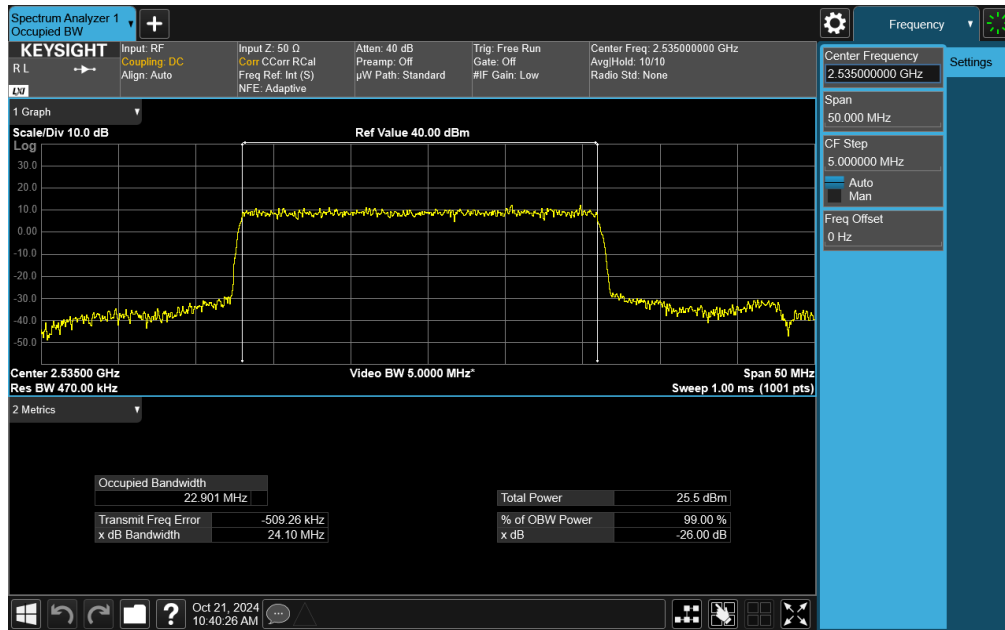 Spectrum Analyzer 1
Occupied BW
Frequency
KEYSIGHT
RL
LXI
Input: RF
Coupling: DC
Align: Auto
Input Z: 50 Ω
Corr CCorr RCal
Freq Ref: Int (S)
NFE: Adaptive
Atten: 40 dB
Preamp: Off
µW Path: Standard
Trig: Free Run
Gate: Off
#IF Gain: Low
Center Freq: 2.535000000 GHz
Avg|Hold: 10/10
Radio Std: None
Center Frequency
2.535000000 GHz
Settings
Span
50.000 MHz
CF Step
5.000000 MHz
Auto
Man
Freq Offset
0 Hz
1 Graph
Scale/Div 10.0 dB
Ref Value 40.00 dBm
Log
30.0
20.0
10.0
0.00
-10.0
-20.0
-30.0
-40.0
-50.0
Center 2.53500 GHz
Video BW 5.0000 MHz*
Span 50 MHz
Res BW 470.00 kHz
Sweep 1.00 ms (1001 pts)
2 Metrics
Occupied Bandwidth
22.901 MHz
Total Power 25.5 dBm
Transmit Freq Error -509.26 kHz
% of OBW Power 99.00 %
x dB Bandwidth 24.10 MHz
x dB -26.00 dB
?
Oct 21, 2024
10:40:26 AM